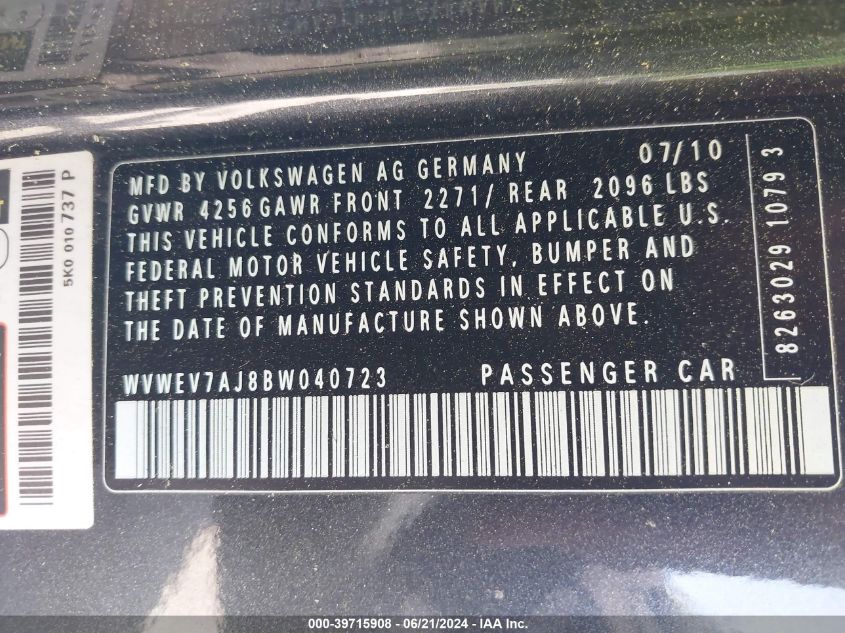 MFD BY VOLKSWAGEN AG GERMANY 07/10
GVWR 4256 GAWR FRONT 2271/ REAR 2096 LBS
THIS VEHICLE CONFORMS TO ALL APPLICABLE U.S.
FEDERAL MOTOR VEHICLE SAFETY, BUMPER AND
THEFT PREVENTION STANDARDS IN EFFECT ON
THE DATE OF MANUFACTURE SHOWN ABOVE.
WVWEV7AJ8BW040723 PASSENGER CAR
8263029 1079 3
5K0 010 737 P
000-39715908 - 06/21/2024 - IAA Inc.